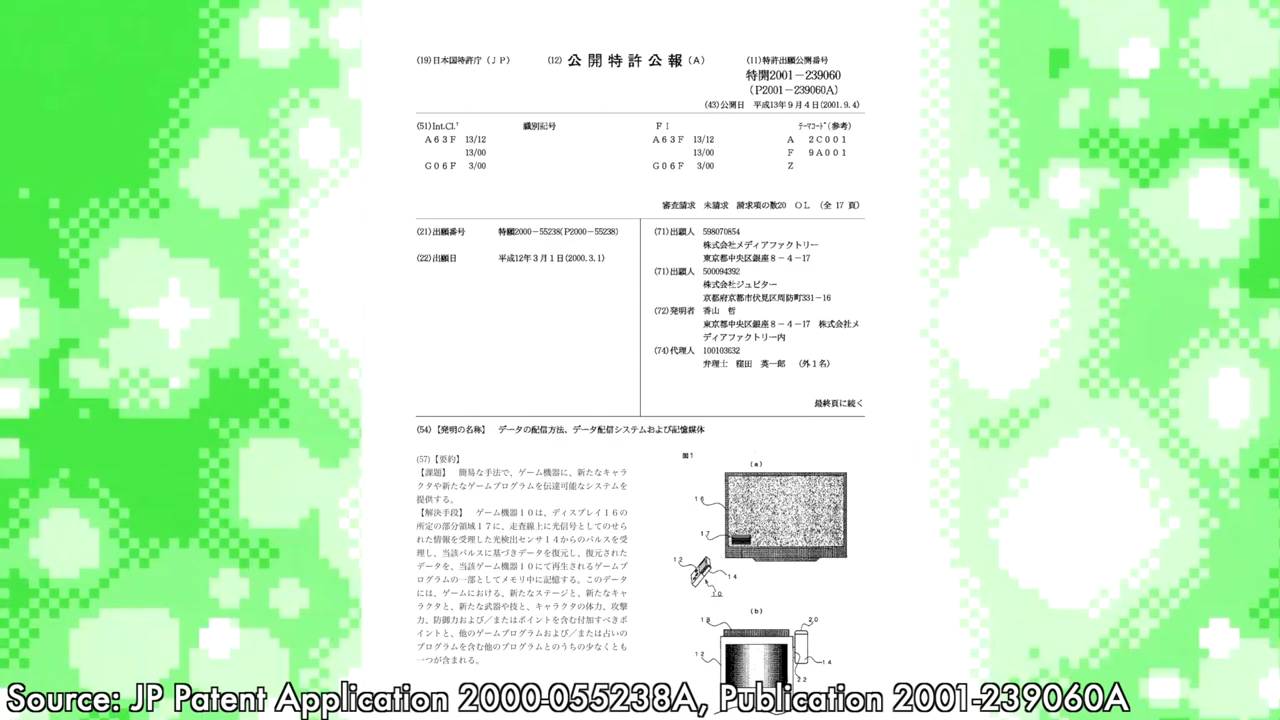 (19)日本国特許庁(JP)
(12) 公開特許公報(A)
(11)特許出願公開番号
特開2001-239060
(P2001-239060A)
(43)公開日 平成13年9月4日(2001.9.4)
(51)Int.Cl.7 識別記号 FI テーマコード(参考)
A63F 13/12 A63F 13/12 A 2C001
13/00 13/00 F 9A001
G06F 3/00 G06F 3/00 Z
審査請求 未請求 請求項の数20 OL (全17頁)
(21)出願番号 特願2000-55238(P2000-55238)
(22)出願日 平成12年3月1日(2000.3.1)
(71)出願人 598070854
株式会社メディアファクトリー
東京都中央区銀座8-4-17
(71)出願人 500094392
株式会社ジュピター
京都府京都市伏見区周防町331-16
(72)発明者 香山 哲
東京都中央区銀座8-4-17 株式会社メ
ディアファクトリー内
(74)代理人 100103632
弁理士 窪田 英一郎 (外1名)
最終頁に続く
(54)【発明の名称】 データの配信方法、データ配信システムおよび記憶媒体
(57)【要約】
【課題】 簡易な手法で、ゲーム機器に、新たなキャラ
クタや新たなゲームプログラムを伝達可能なシステムを
提供する。
【解決手段】 ゲーム機器10は、ディスプレイ16の
所定の部分領域17に、走査線上に光信号としてのせら
れた情報を受理した光検出センサ14からのパルスを受
理し、当該パルスに基づきデータを復元し、復元された
データを、当該ゲーム機器10にて再生されるゲームプ
ログラムの一部としてメモリ中に記憶する。このデータ
には、ゲームにおける、新たなステージと、新たなキャ
ラクタと、新たな武器や技と、キャラクタの体力、攻撃
力、防御力および/またはポイントを含む付加すべきポ
イントと、他のゲームプログラムおよび/または占いの
プログラムを含む他のプログラムとのうちの少なくとも
一つが含まれる。
図1
(a)
16
17
12
14
10
(b)
18
20
12
14
22
Source: JP Patent Application 2000-055238A, Publication 2001-239060A